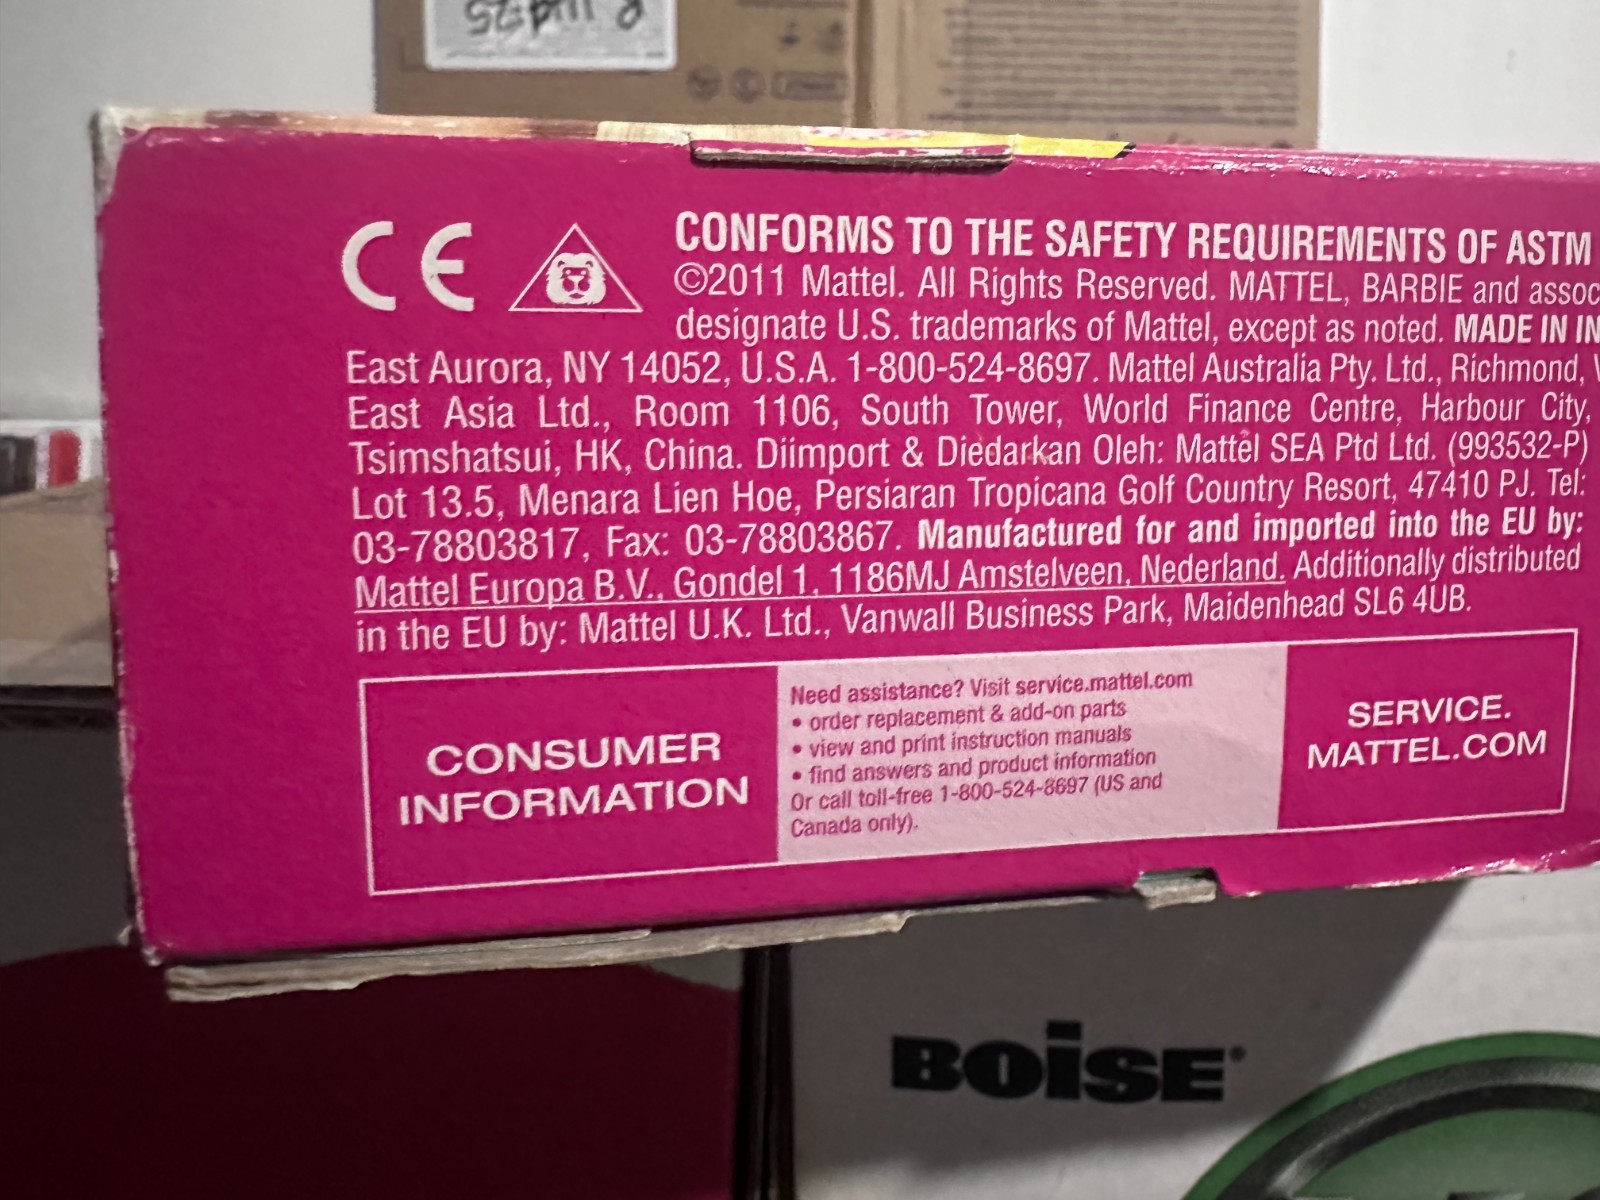 CE
CONFORMS TO THE SAFETY REQUIREMENTS OF ASTM
©2011 Mattel. All Rights Reserved. MATTEL, BARBIE and assoc
designate U.S. trademarks of Mattel, except as noted. MADE IN IN
East Aurora, NY 14052, U.S.A. 1-800-524-8697. Mattel Australia Pty. Ltd., Richmond,
East Asia Ltd., Room 1106, South Tower, World Finance Centre, Harbour City,
Tsimshatsui, HK, China. Diimport & Diedarkan Oleh: Mattel SEA Ptd Ltd. (993532-P)
Lot 13.5, Menara Lien Hoe, Persiaran Tropicana Golf Country Resort, 47410 PJ. Tel:
03-78803817, Fax: 03-78803867. Manufactured for and imported into the EU by:
Mattel Europa B.V., Gondel 1, 1186MJ Amstelveen, Nederland. Additionally distributed
in the EU by: Mattel U.K. Ltd., Vanwall Business Park, Maidenhead SL6 4UB.
CONSUMER
INFORMATION
Need assistance? Visit service.mattel.com
• order replacement & add-on parts
• view and print instruction manuals
• find answers and product information
Or call toll-free 1-800-524-8697 (US and
Canada only).
SERVICE.
MATTEL.COM
BOISE